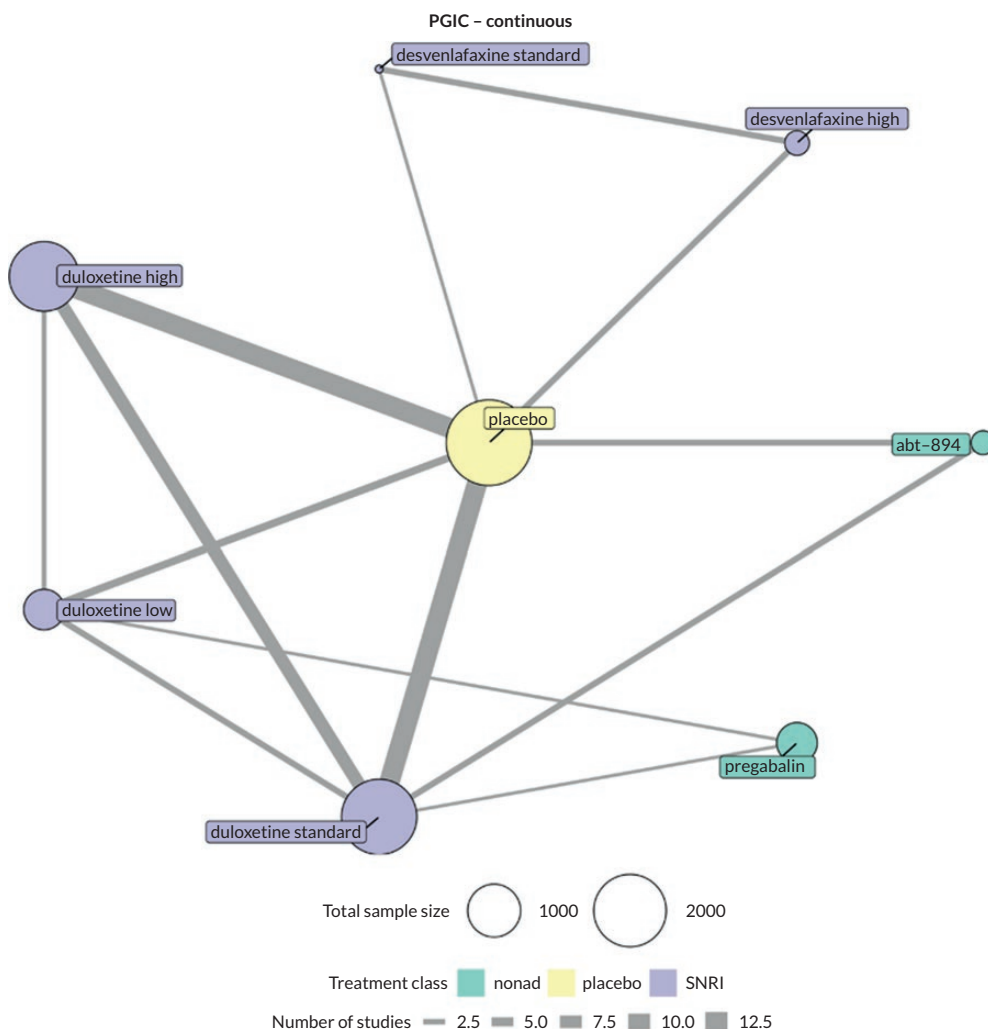 PGIC – continuous
desvenlafaxine standard
desvenlafaxine high
duloxetine high
placebo
abt–894
duloxetine low
pregabalin
duloxetine standard
Total sample size 1000 2000
Treatment class nonad placebo SNRI
Number of studies 2.5 5.0 7.5 10.0 12.5